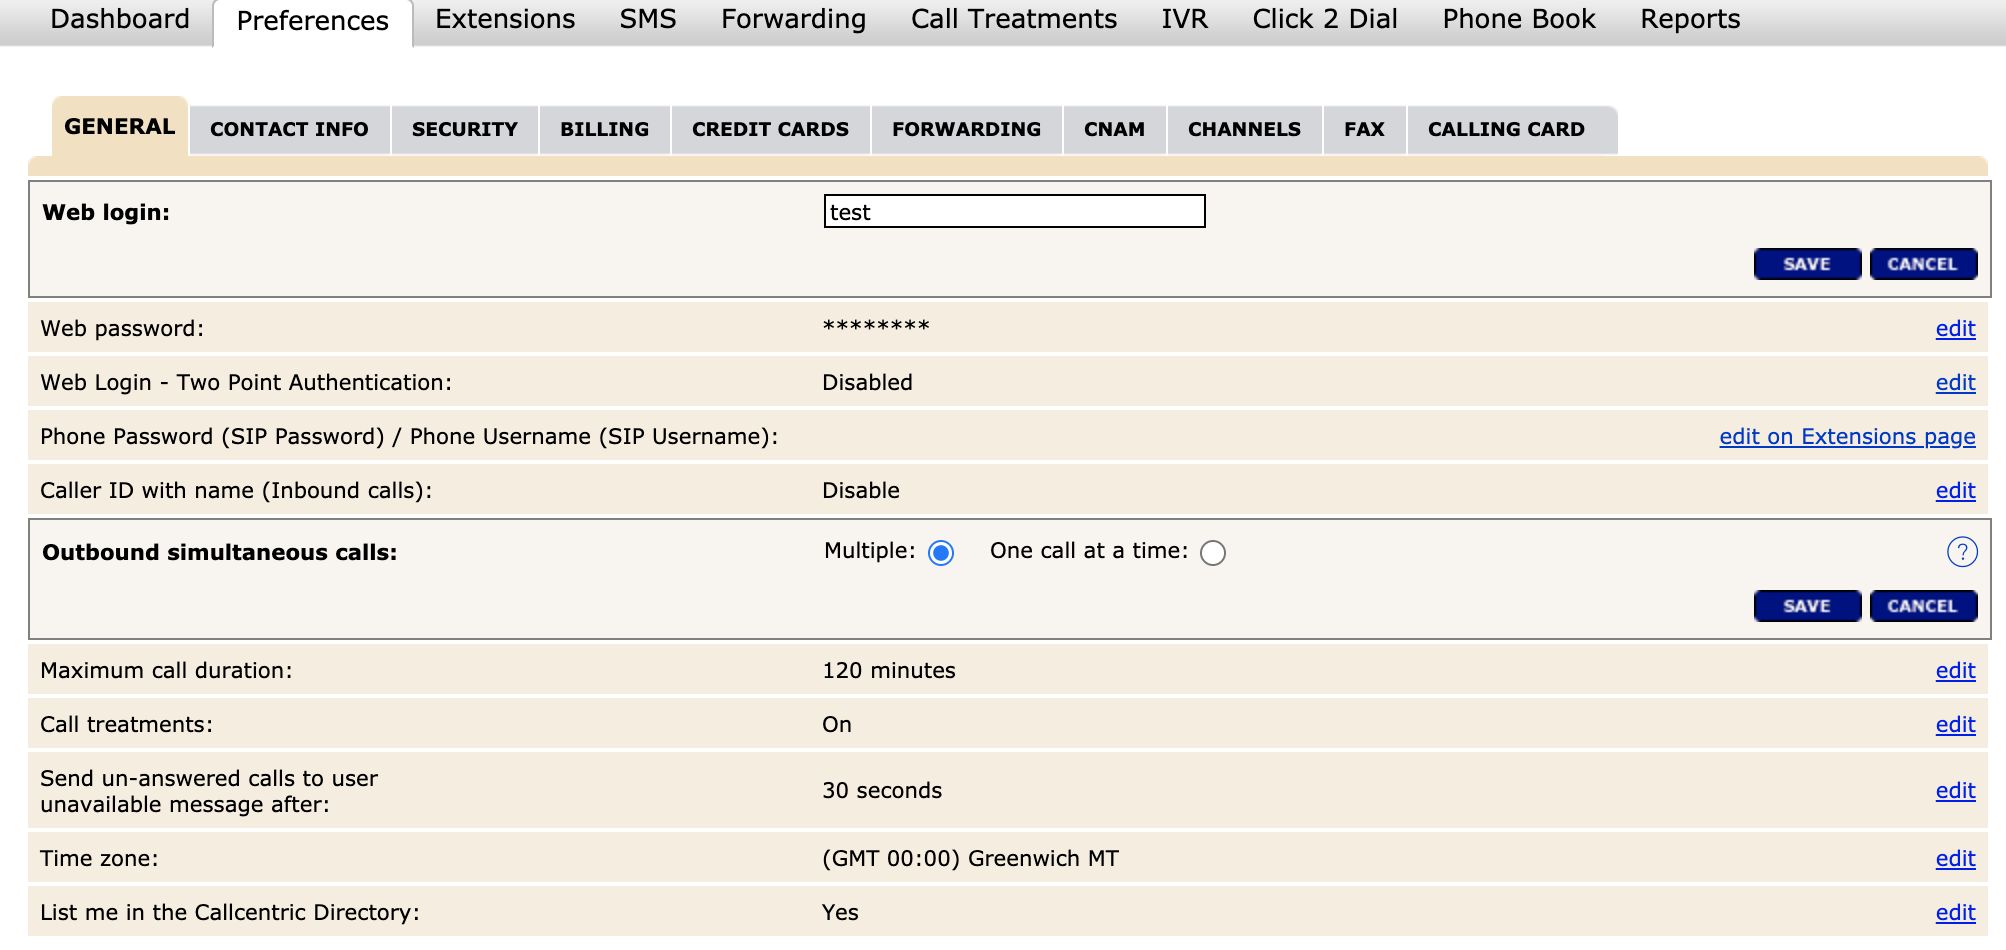 Dashboard Preferences Extensions SMS Forwarding Call Treatments IVR Click 2 Dial Phone Book Reports
GENERAL CONTACT INFO SECURITY BILLING CREDIT CARDS FORWARDING CNAM CHANNELS FAX CALLING CARD
Web login: test
SAVE CANCEL
Web password: ******** edit
Web Login - Two Point Authentication: Disabled edit
Phone Password (SIP Password) / Phone Username (SIP Username): edit on Extensions page
Caller ID with name (Inbound calls): Disable edit
Outbound simultaneous calls: Multiple: One call at a time: ?
SAVE CANCEL
Maximum call duration: 120 minutes edit
Call treatments: On edit
Send un-answered calls to user
unavailable message after: 30 seconds edit
Time zone: (GMT 00:00) Greenwich MT edit
List me in the Callcentric Directory: Yes edit